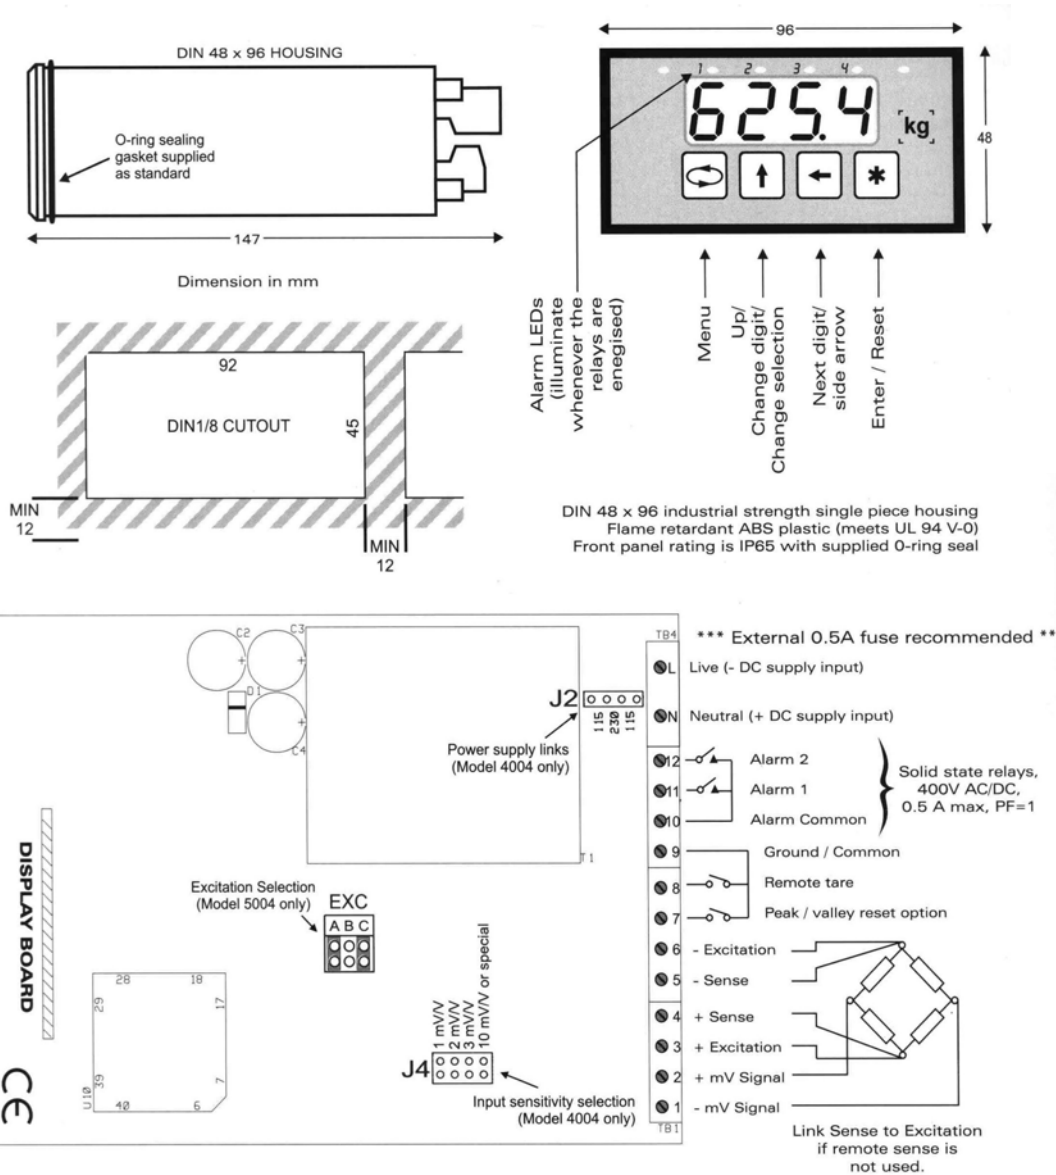 DIN 48 x 96 HOUSING
O-ring sealing
gasket supplied
as standard
147
Dimension in mm
92
DIN1/8 CUTOUT
45
MIN
12
MIN
12
96
1 2 3 4
625.4
kg
48
Alarm LEDs
(illuminate
whenever the
relays are
enegised)
Menu
Up/
Change digit/
Change selection
Next digit/
side arrow
Enter / Reset
DIN 48 x 96 industrial strength single piece housing
Flame retardant ABS plastic (meets UL 94 V-0)
Front panel rating is IP65 with supplied 0-ring seal
C2
C3
D1
C4
T1
J2
115
230
115
Power supply links
(Model 4004 only)
TB4
*** External 0.5A fuse recommended **
L Live (- DC supply input)
N Neutral (+ DC supply input)
12 Alarm 2
11 Alarm 1
10 Alarm Common
Solid state relays,
400V AC/DC,
0.5 A max, PF=1
9 Ground / Common
8 Remote tare
7 Peak / valley reset option
6 - Excitation
5 - Sense
4 + Sense
3 + Excitation
2 + mV Signal
1 - mV Signal
TB1
Link Sense to Excitation
if remote sense is
not used.
DISPLAY BOARD
Excitation Selection
(Model 5004 only)
EXC
A B C
28 18
29 17
39 7
40 6
U10
CE
1 mV/V
2 mV/V
3 mV/V
10 mV/V or special
J4
Input sensitivity selection
(Model 4004 only)